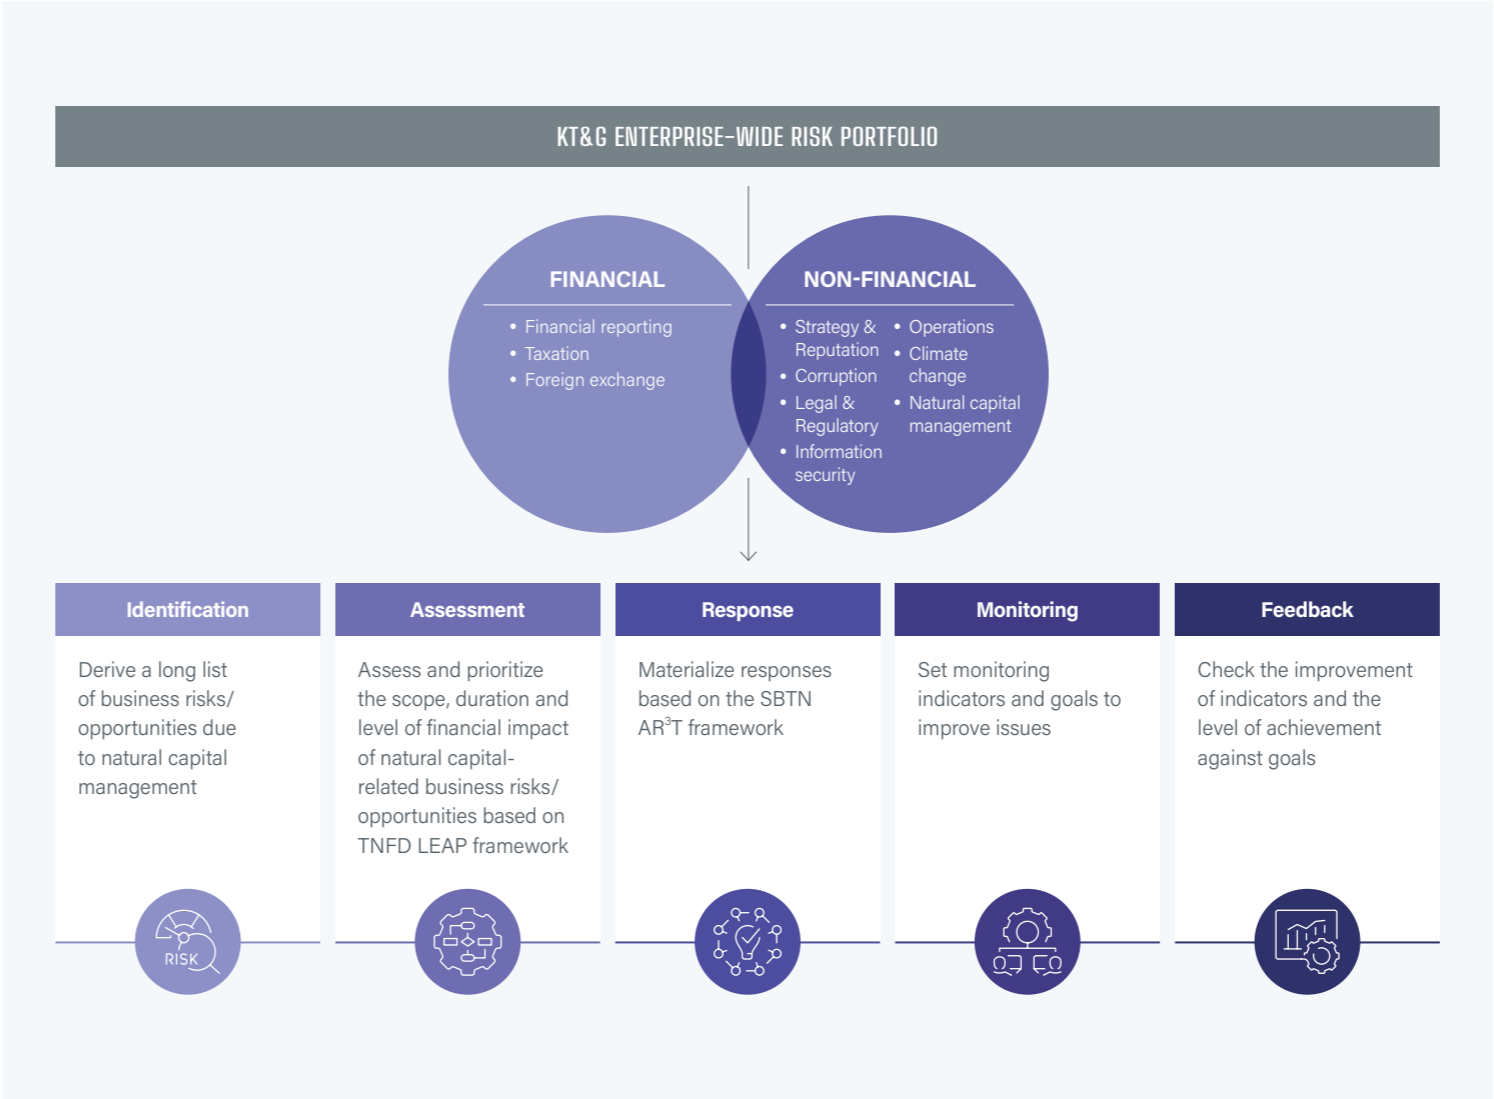 KT&G ENTERPRISE-WIDE RISK PORTFOLIO
FINANCIAL
• Financial reporting
• Taxation
• Foreign exchange
NON-FINANCIAL
• Strategy &
Reputation
• Corruption
• Legal &
Regulatory
• Information
security
• Operations
• Climate
change
• Natural capital
management
Identification
Derive a long list
of business risks/
opportunities due
to natural capital
management
RISK
Assessment
Assess and prioritize
the scope, duration and
level of financial impact
of natural capital-
related business risks/
opportunities based on
TNFD LEAP framework
Response
Materialize responses
based on the SBTN
AR³T framework
Monitoring
Set monitoring
indicators and goals to
improve issues
Feedback
Check the improvement
of indicators and the
level of achievement
against goals